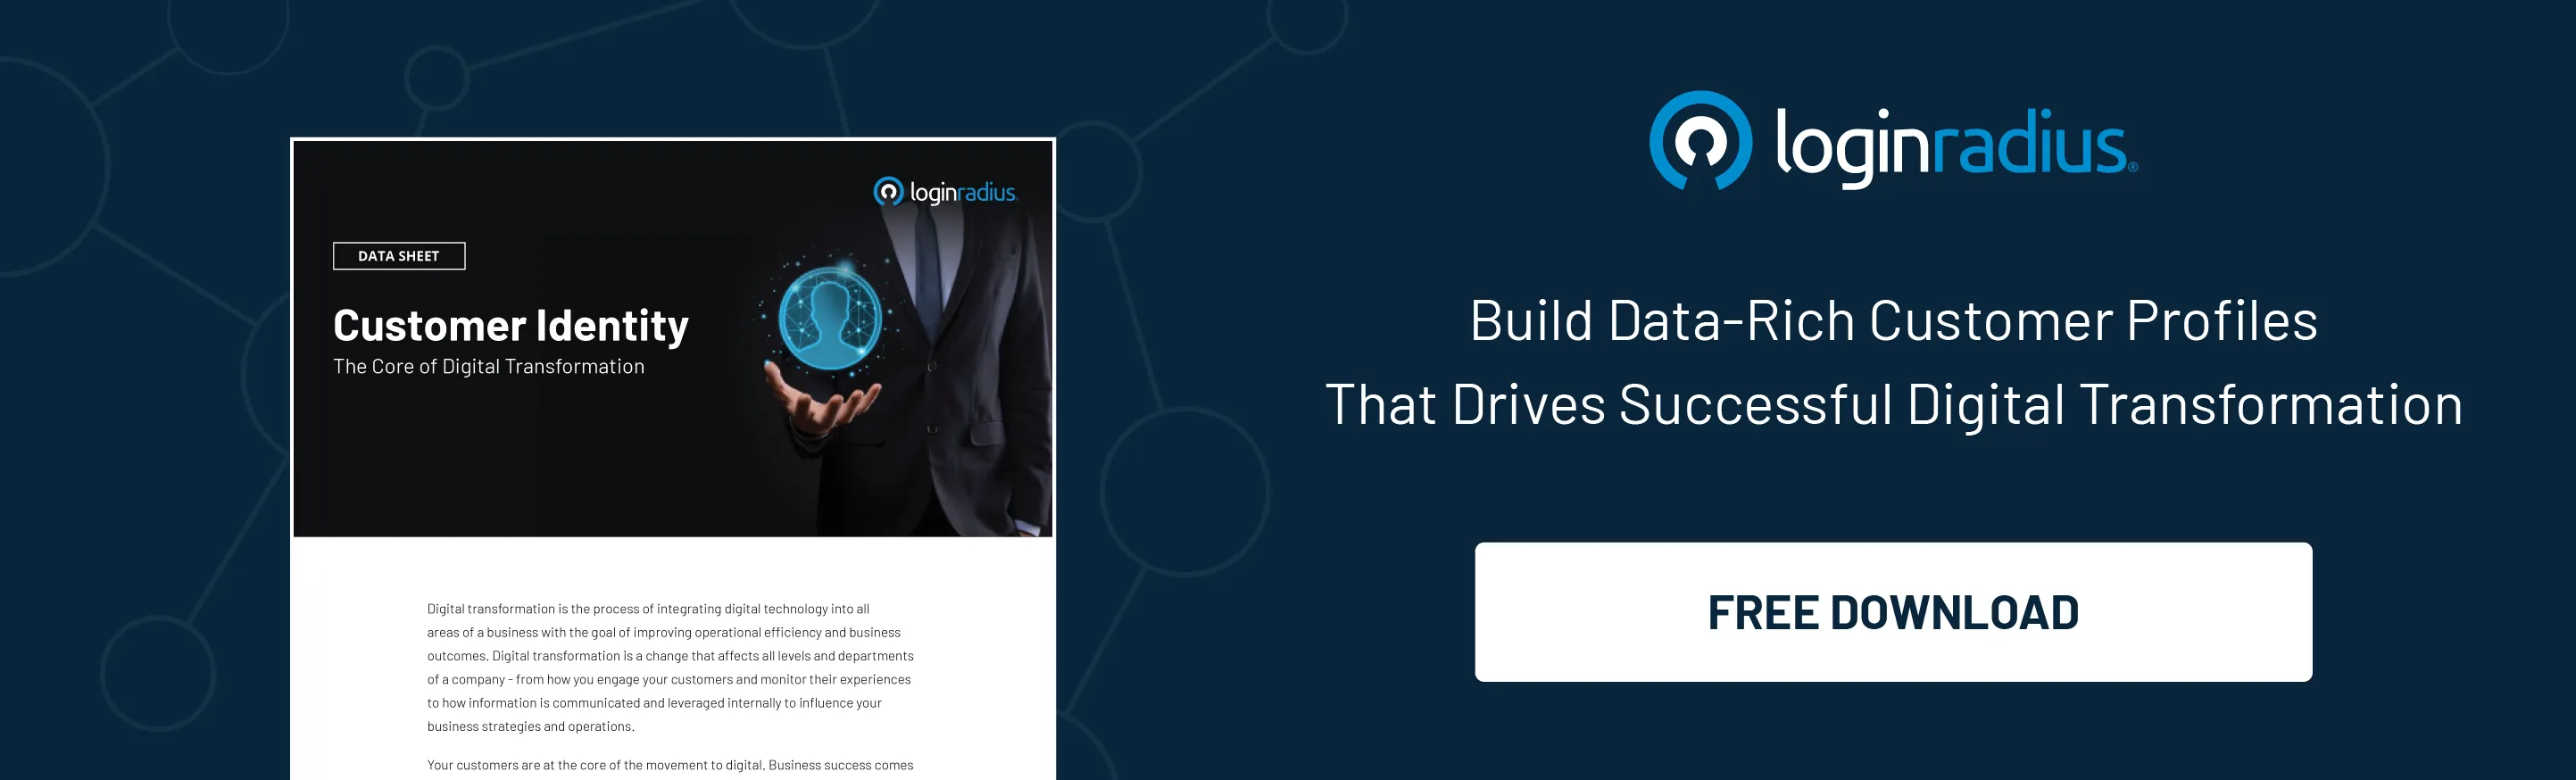 loginradius
DATA SHEET
Customer Identity
The Core of Digital Transformation
Digital transformation is the process of integrating digital technology into all
areas of a business with the goal of improving operational efficiency and business
outcomes. Digital transformation is a change that affects all levels and departments
of a company - from how you engage your customers and monitor their experiences
to how information is communicated and leveraged internally to influence your
business strategies and operations.
Your customers are at the core of the movement to digital. Business success comes
loginradius®
Build Data-Rich Customer Profiles
That Drives Successful Digital Transformation
FREE DOWNLOAD